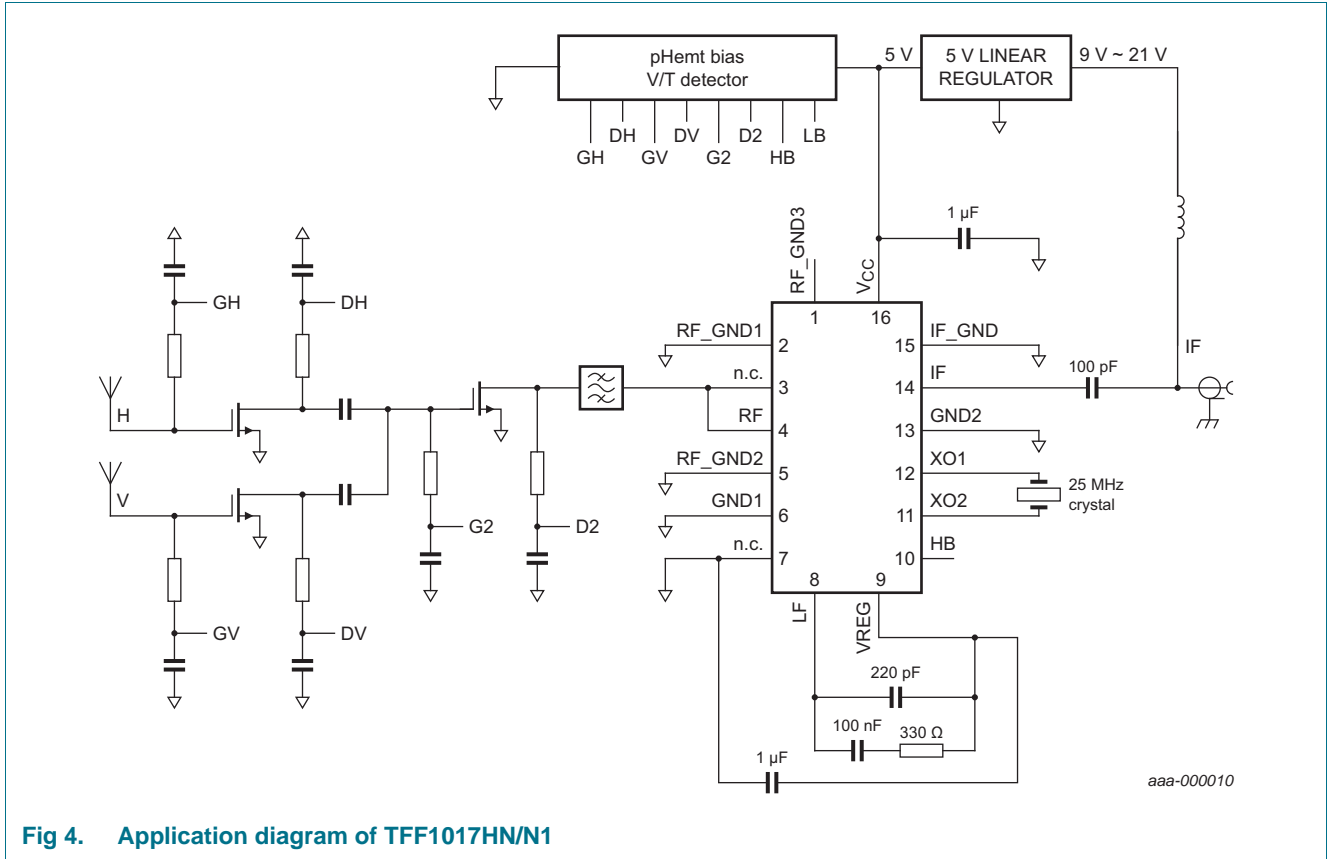 pHemt bias
V/T detector
5 V
5 V LINEAR
REGULATOR
9 V ~ 21 V
GH
DH
GV
DV
G2
D2
HB
LB
1 µF
RF_GND3
VCC
1
16
GH
DH
RF_GND1
2
15
IF_GND
n.c.
3
14
IF
100 pF
IF
H
RF
4
13
GND2
RF_GND2
5
12
XO1
25 MHz
crystal
V
GND1
6
11
XO2
G2
D2
n.c.
7
10
HB
8
9
LF
VREG
GV
DV
220 pF
100 nF
330 Ω
1 µF
aaa-000010
Fig 4. Application diagram of TFF1017HN/N1